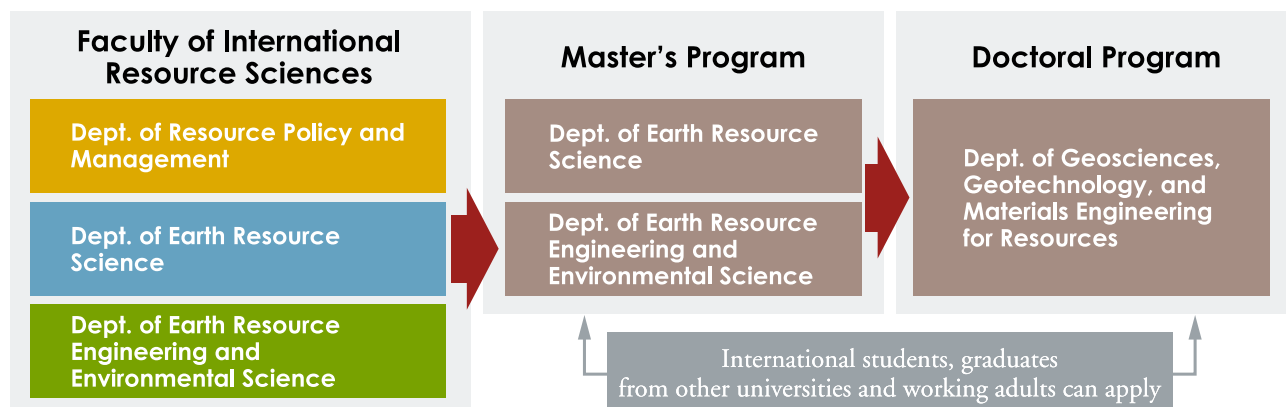 Faculty of International
Resource Sciences
Dept. of Resource Policy and
Management
Dept. of Earth Resource
Science
Dept. of Earth Resource
Engineering and
Environmental Science
Master’s Program
Dept. of Earth Resource
Science
Dept. of Earth Resource
Engineering and
Environmental Science
Doctoral Program
Dept. of Geosciences,
Geotechnology, and
Materials Engineering
for Resources
International students, graduates
from other universities and working adults can apply